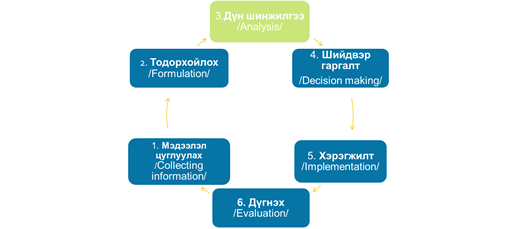 3.Дүн шинжилгээ
/Analysis/
2. Тодорхойлох
/Formulation/
4. Шийдвэр
гаргалт
/Decision making/
1. Мэдээлэл
цуглуулах
/Collecting
information/
5. Хэрэгжилт
/Implementation/
6. Дүгнэх
/Evaluation/